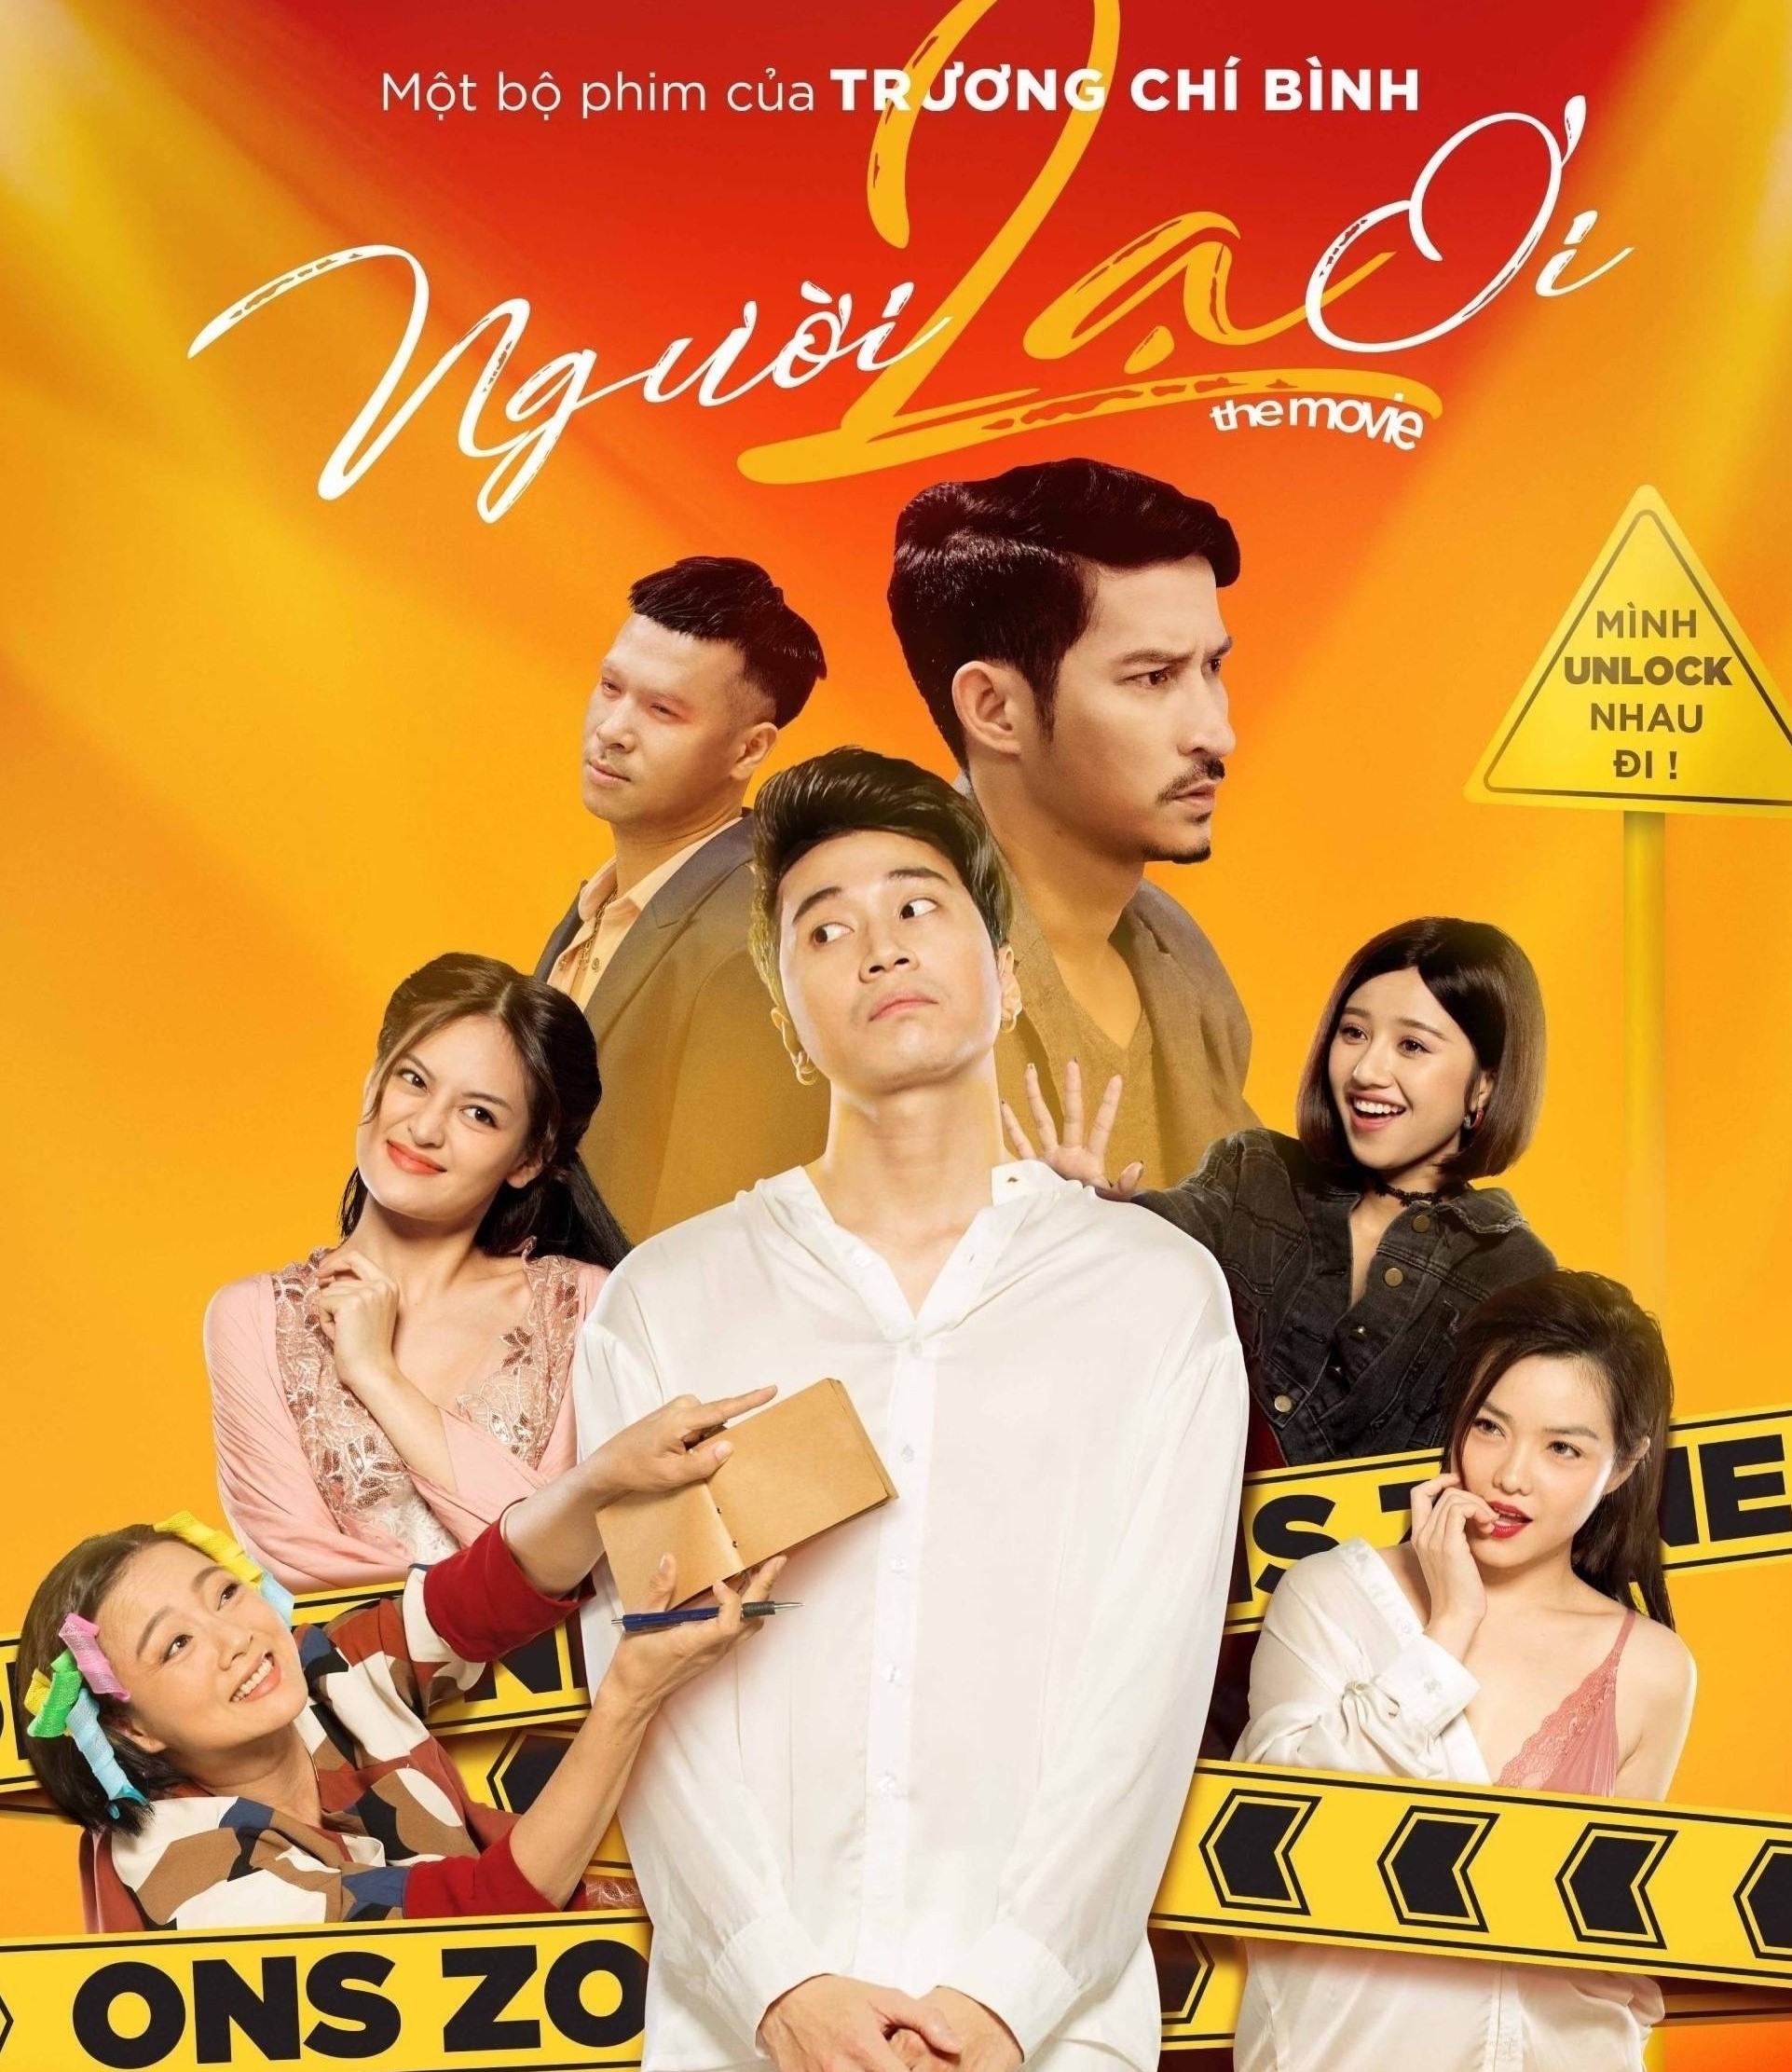 Một bộ phim của TRƯƠNG CHÍ BÌNH
Người Lạ Ơi
the movie
MÌNH
UNLOCK
NHAU
ĐI !
ONS ZO